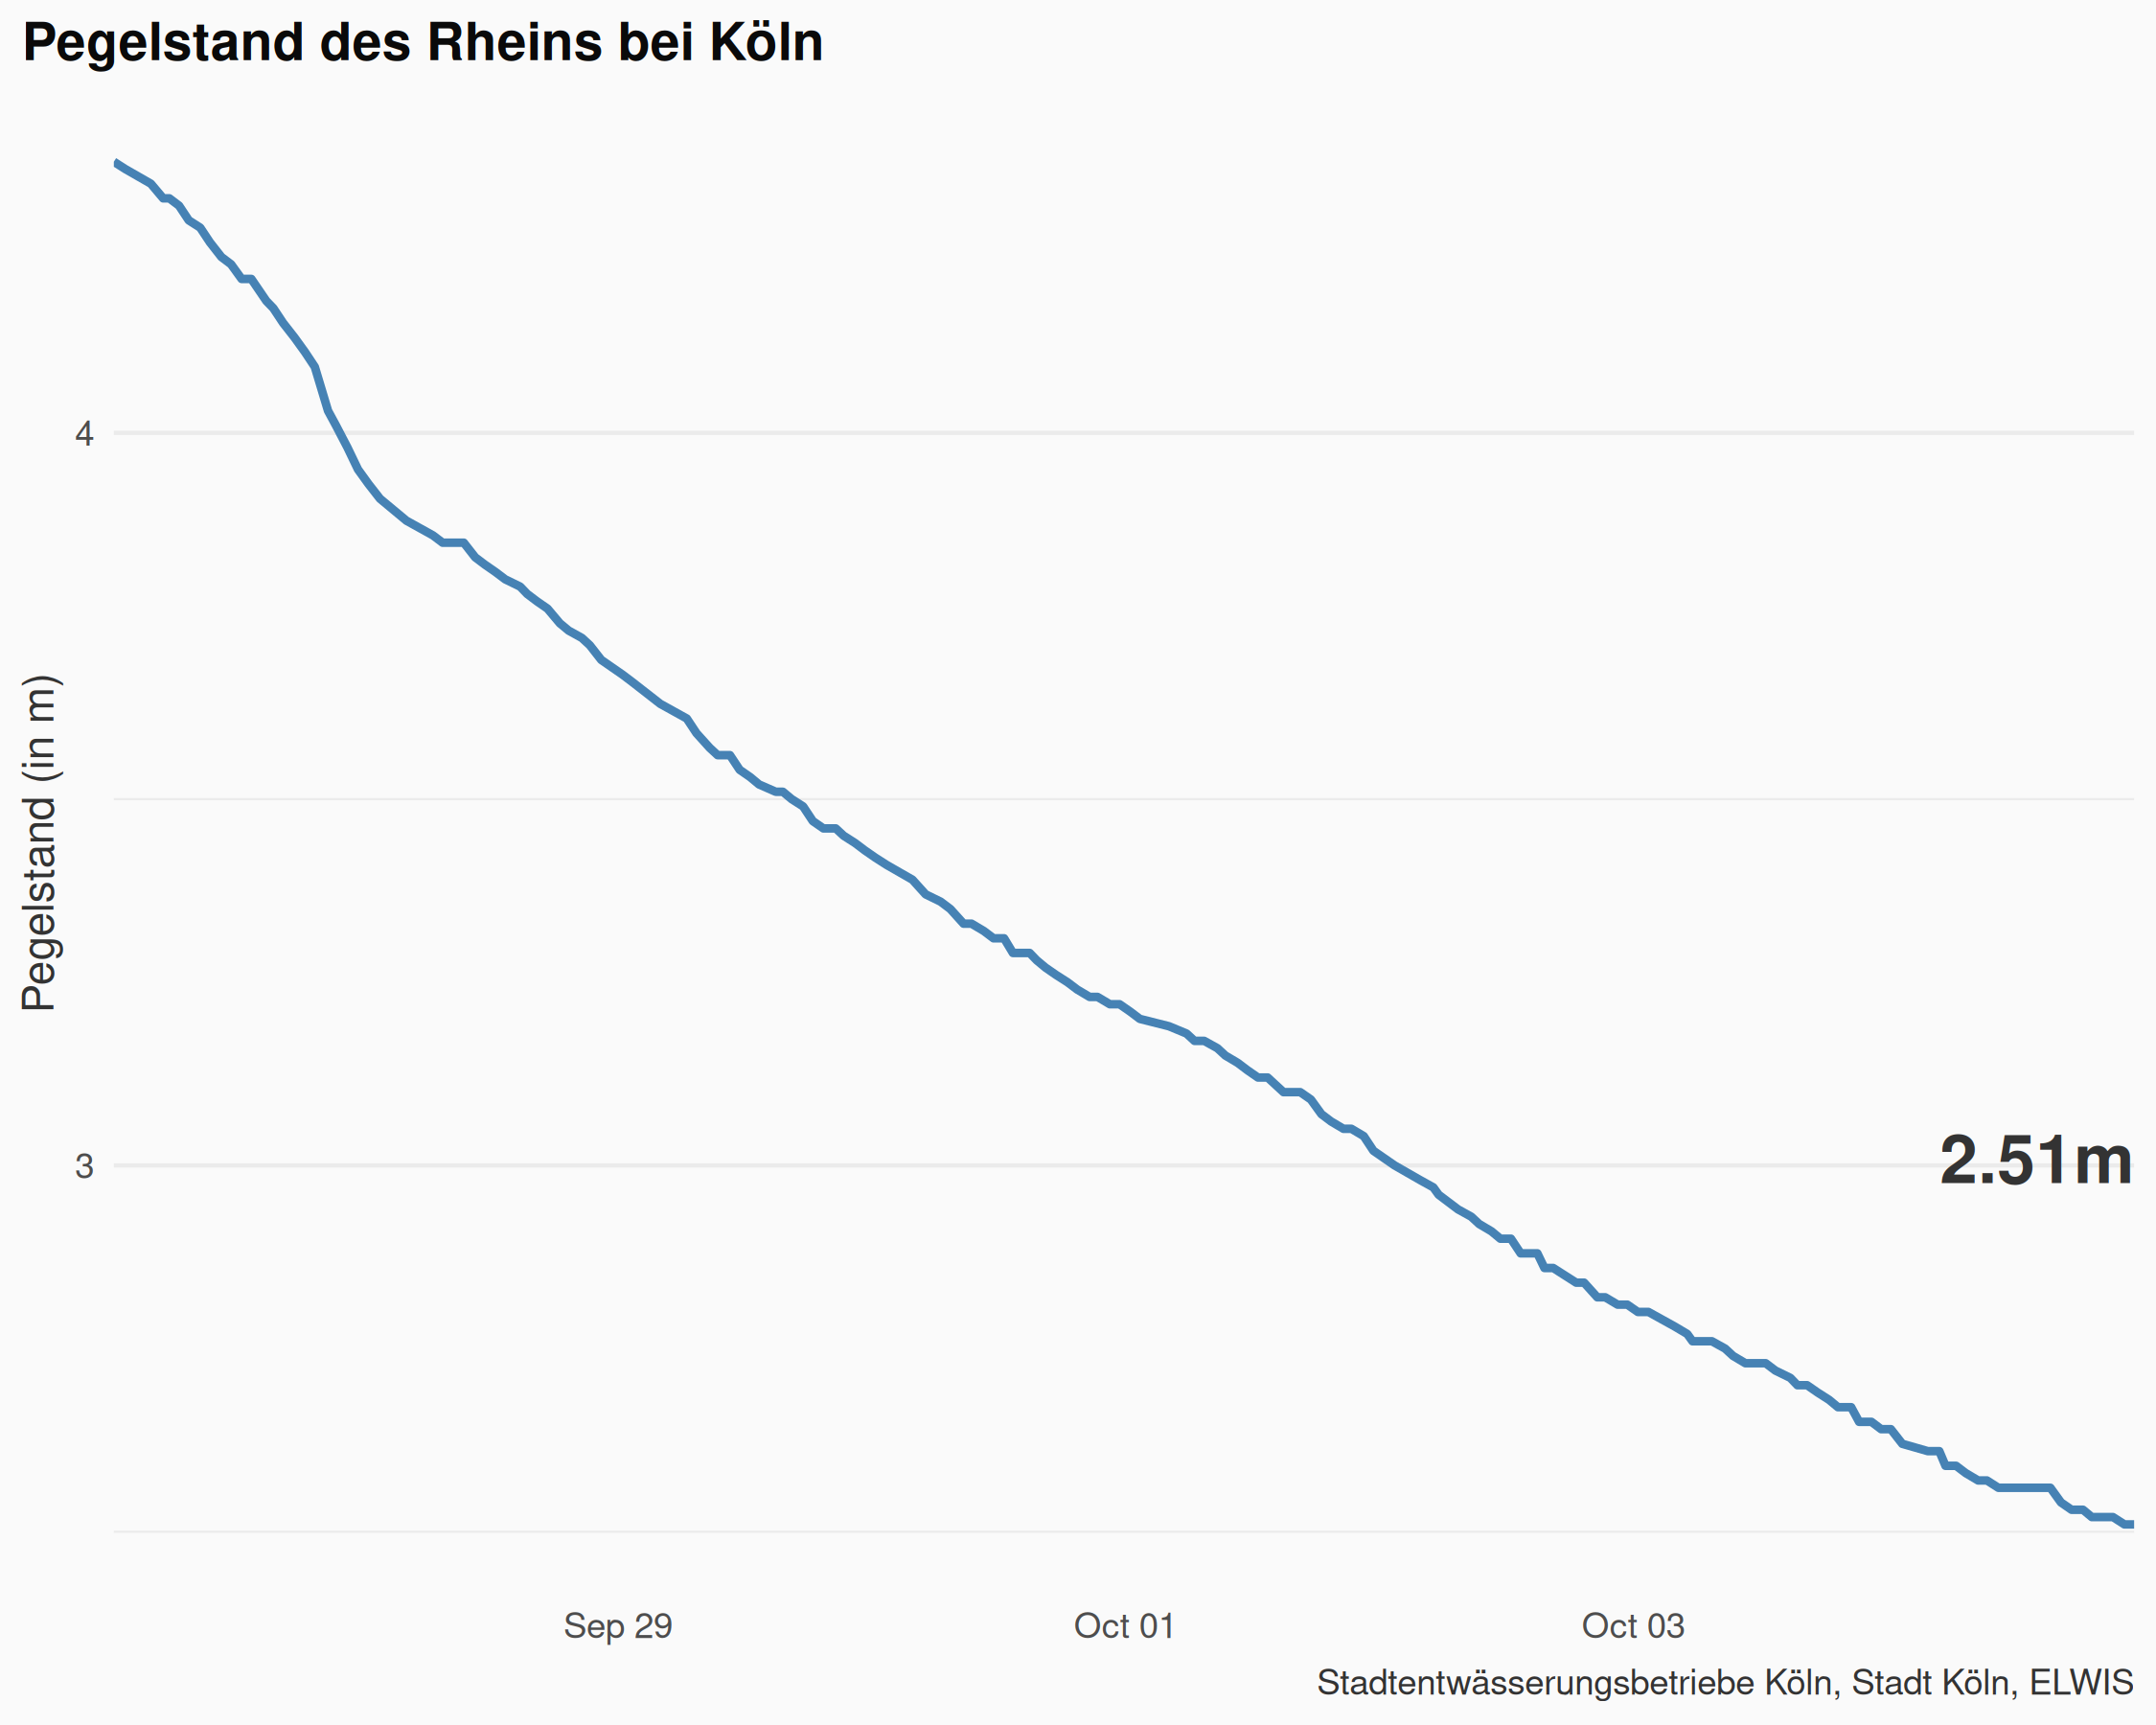 Pegelstand des Rheins bei Köln
Pegelstand (in m)
4
3
2.51m
Sep 29
Oct 01
Oct 03
Stadtentwässerungsbetriebe Köln, Stadt Köln, ELWIS